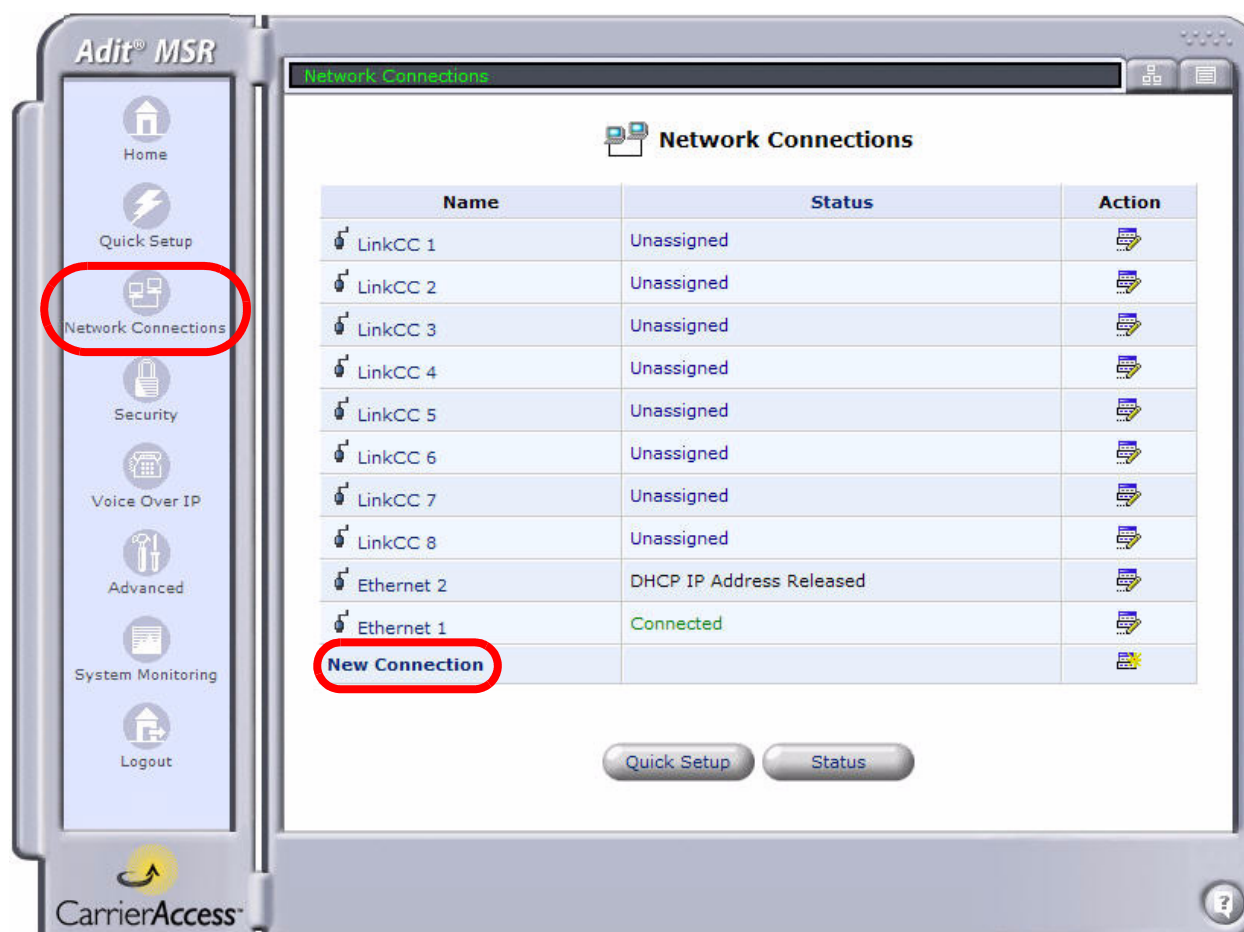 Adit® MSR
Home
Quick Setup
Network Connections
Security
Voice Over IP
Advanced
System Monitoring
Logout
CarrierAccess™
Network Connections
Network Connections
Name Status Action
LinkCC 1 Unassigned
LinkCC 2 Unassigned
LinkCC 3 Unassigned
LinkCC 4 Unassigned
LinkCC 5 Unassigned
LinkCC 6 Unassigned
LinkCC 7 Unassigned
LinkCC 8 Unassigned
Ethernet 2 DHCP IP Address Released
Ethernet 1 Connected
New Connection
Quick Setup Status
?